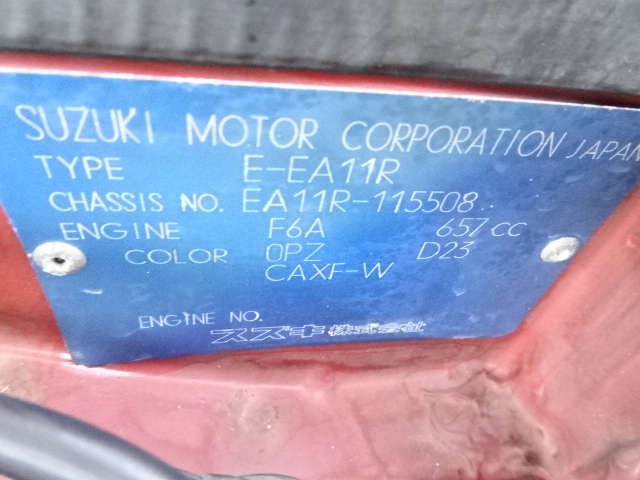 SUZUKI MOTOR CORPORATION JAPAN
TYPE E-EA11R
CHASSIS NO. EA11R-115508
ENGINE F6A 657 cc
COLOR 0PZ D23
CAXF-W
ENGINE NO.
スズキ株式会社